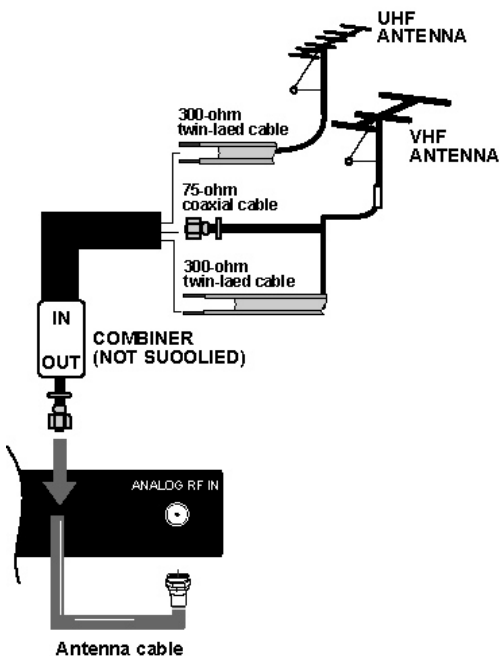 UHF
ANTENNA
300-ohm
twin-laed cable
VHF
ANTENNA
75-ohm
coaxial cable
300-ohm
twin-laed cable
IN
OUT
COMBINER
(NOT SUOOLIED)
ANALOG RF IN
Antenna cable